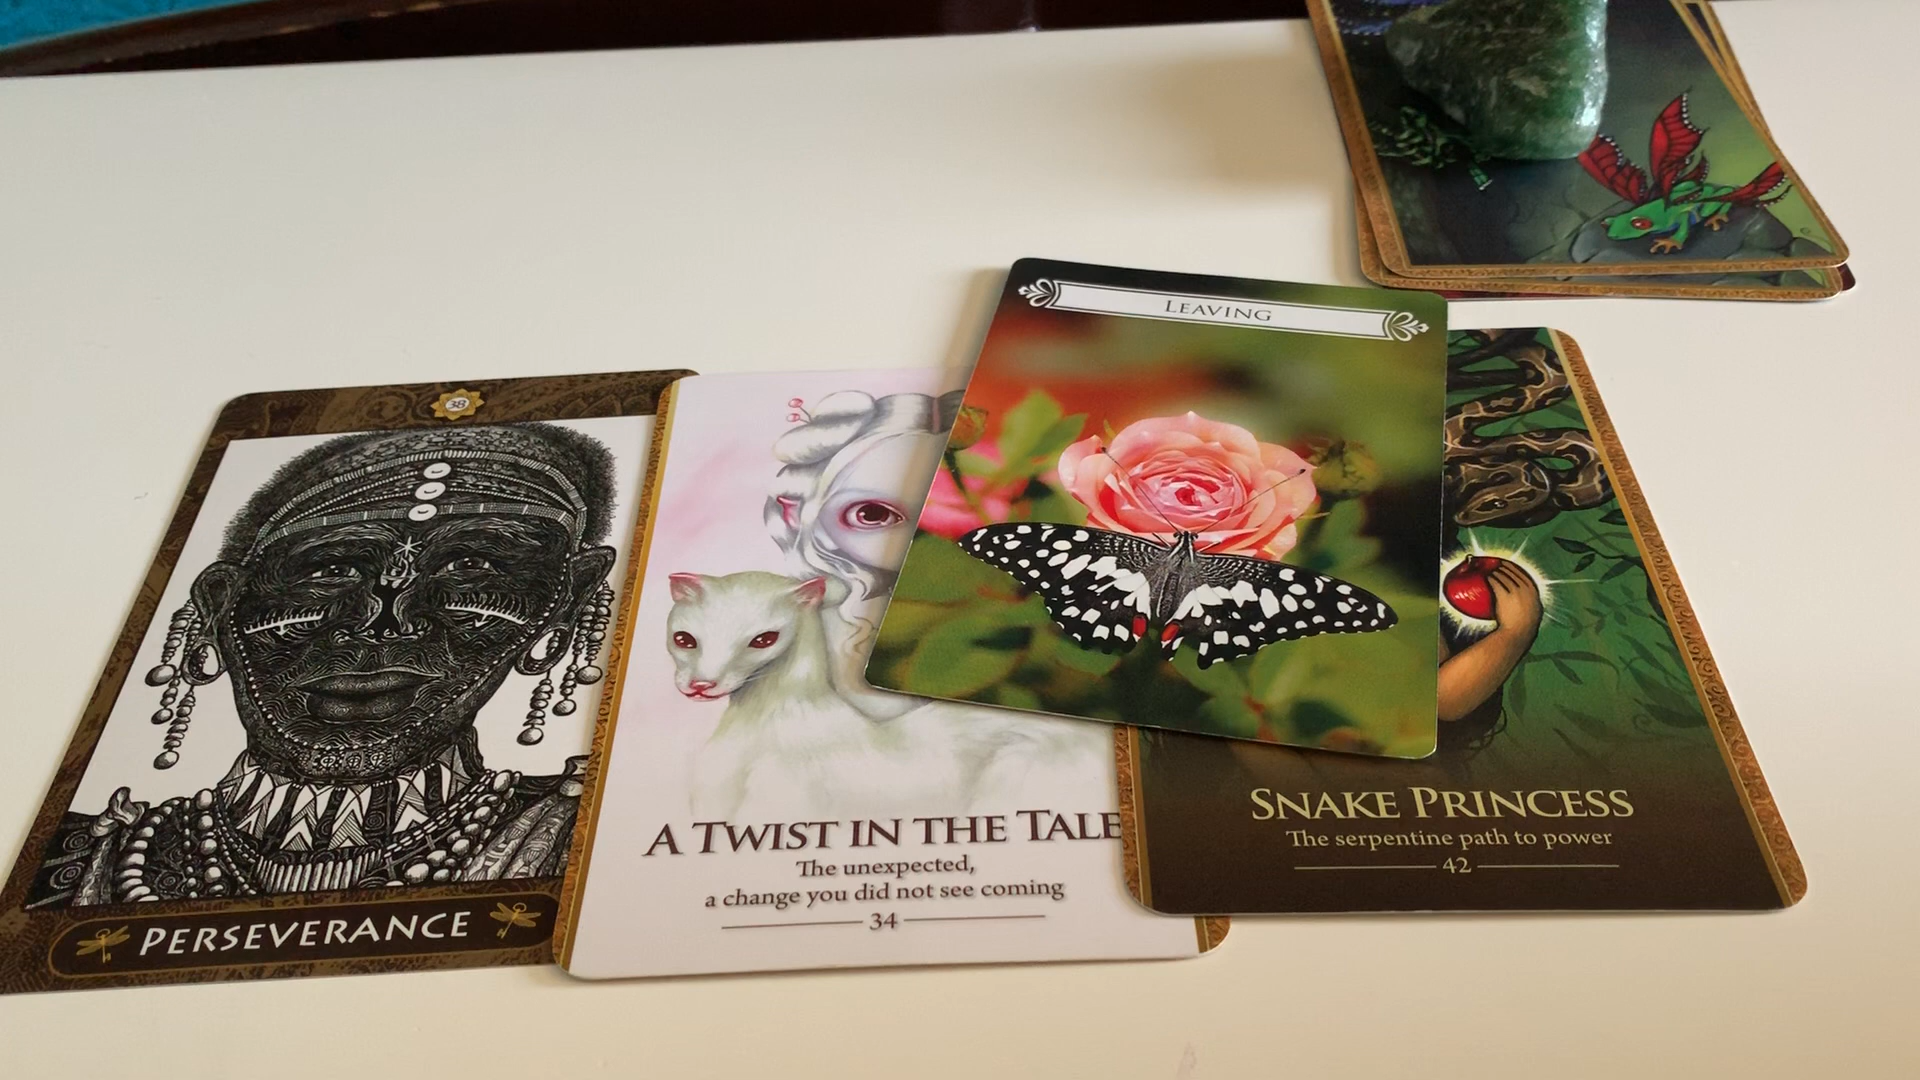 38
PERSEVERANCE
A TWIST IN THE TALE
The unexpected,
a change you did not see coming
34
LEAVING
SNAKE PRINCESS
The serpentine path to power
42